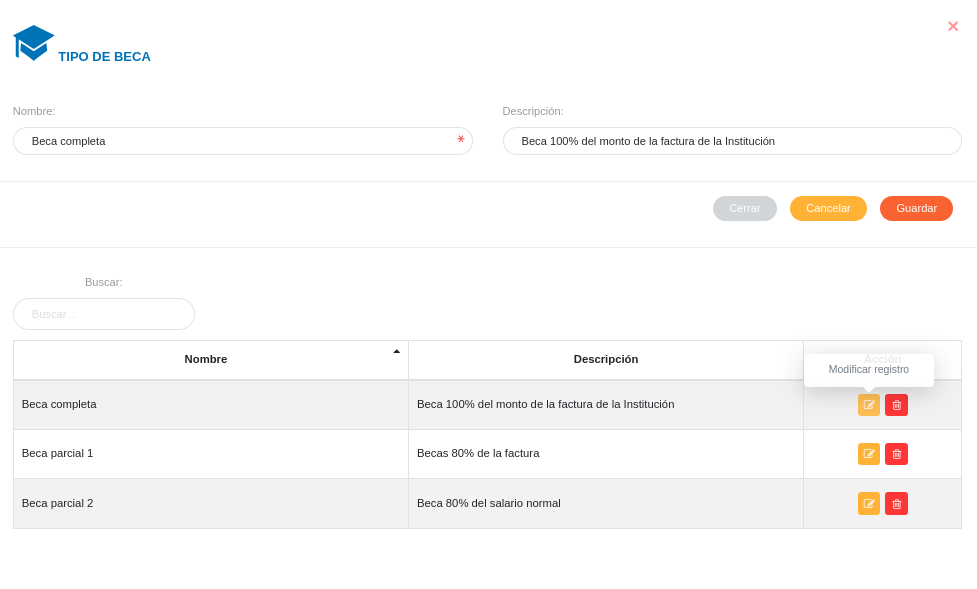 TIPO DE BECA
Nombre: Descripción:
Beca completa * Beca 100% del monto de la factura de la Institución
Cerrar Cancelar Guardar
Buscar:
Buscar...
Nombre Descripción Acción
Modificar registro
Beca completa Beca 100% del monto de la factura de la Institución
Beca parcial 1 Becas 80% de la factura
Beca parcial 2 Beca 80% del salario normal